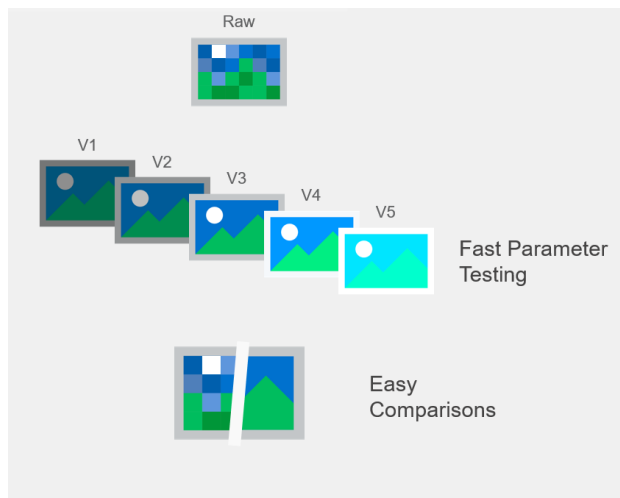 Raw
V1
V2
V3
V4
V5
Fast Parameter
Testing
Easy
Comparisons